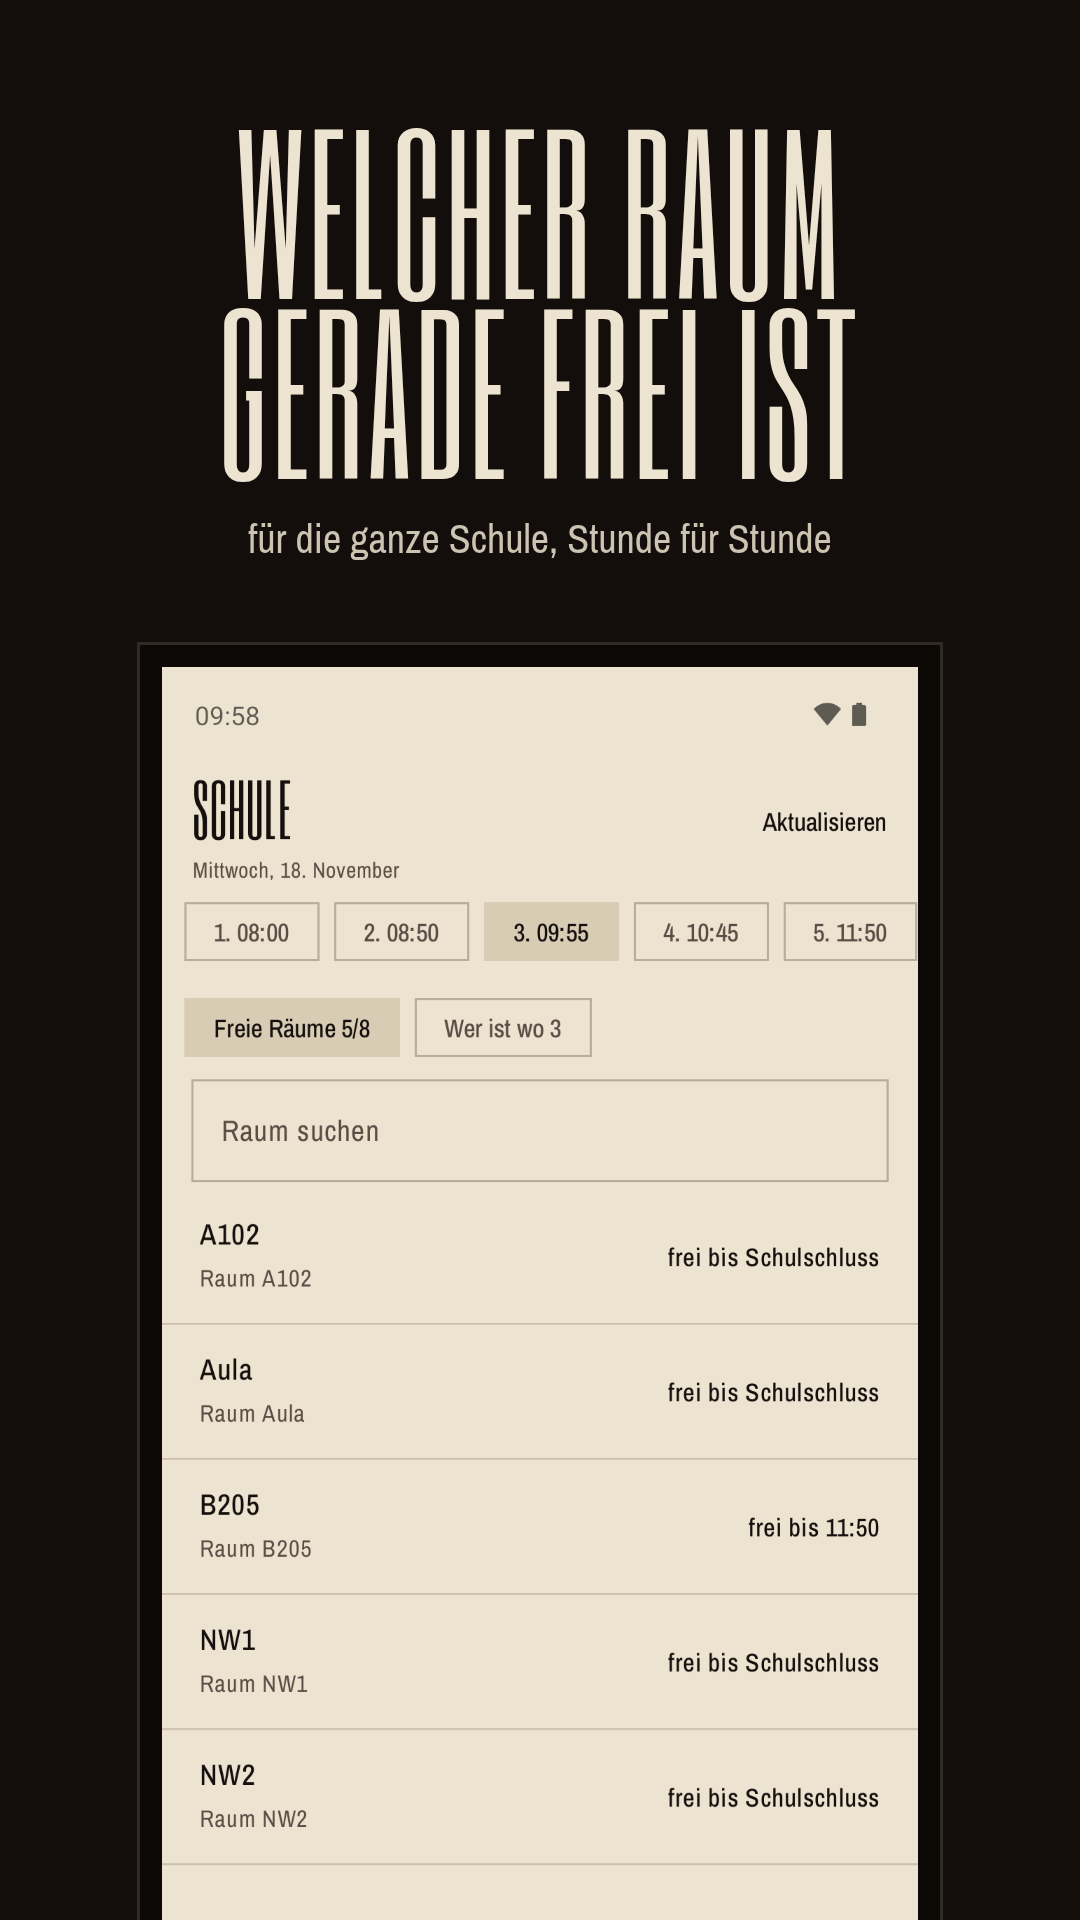 WELCHER RAUM
GERADE FREI IST
für die ganze Schule, Stunde für Stunde
09:58
SCHULE
Aktualisieren
Mittwoch, 18. November
1. 08:00 2. 08:50 3. 09:55 4. 10:45 5. 11:50
Freie Räume 5/8 Wer ist wo 3
Raum suchen
A102
frei bis Schulschluss
Raum A102
Aula
frei bis Schulschluss
Raum Aula
B205
frei bis 11:50
Raum B205
NW1
frei bis Schulschluss
Raum NW1
NW2
frei bis Schulschluss
Raum NW2